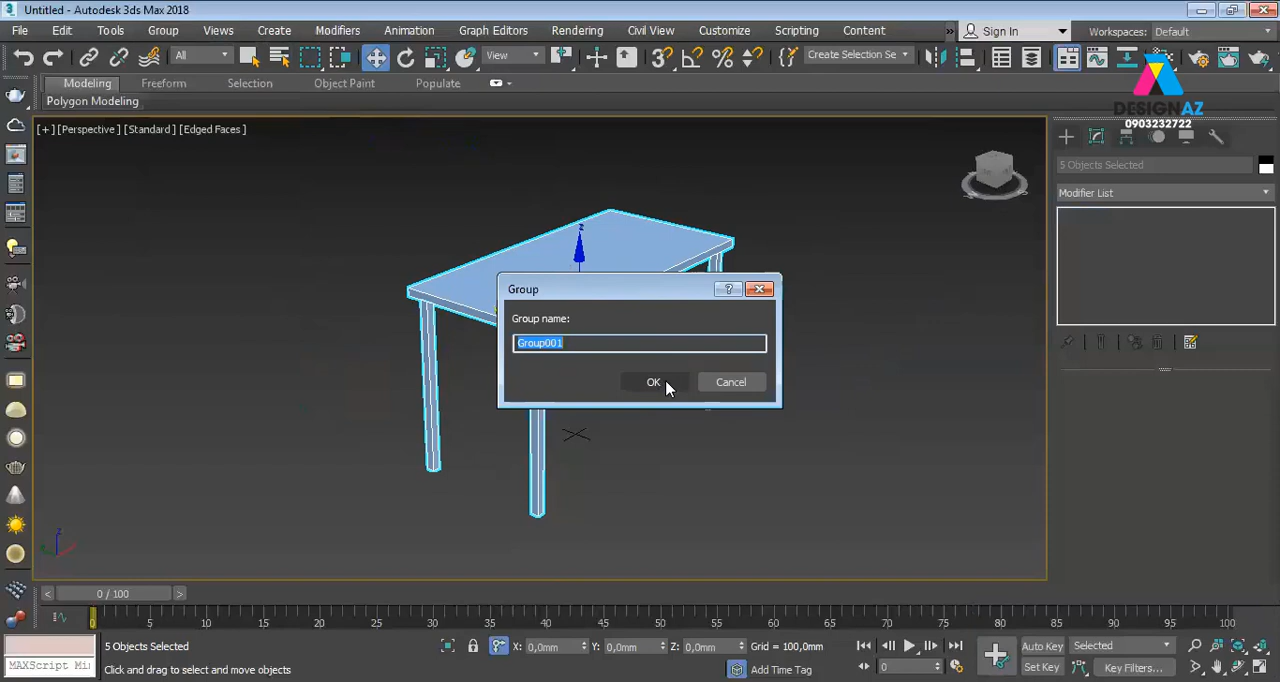 Untitled - Autodesk 3ds Max 2018
File Edit Tools Group Views Create Modifiers Animation Graph Editors Rendering Civil View Customize Scripting Content » Sign In Workspaces: Default
All View Create Selection Se
Modeling Freeform Selection Object Paint Populate
Polygon Modeling
DESIGNAZ
0903232722
[ + ] [Perspective ] [Standard ] [Edged Faces ]
5 Objects Selected
Modifier List
z
Group
Group name:
Group001
OK Cancel
z
< 0 / 100 >
0 5 10 15 20 25 30 35 40 45 50 55 60 65 70 75 80 85 90 95 100
5 Objects Selected X: 0,0mm Y: 0,0mm Z: 0,0mm Grid = 100,0mm Auto Key Selected
MAXScript Mi Click and drag to select and move objects Add Time Tag 0 Set Key Key Filters...